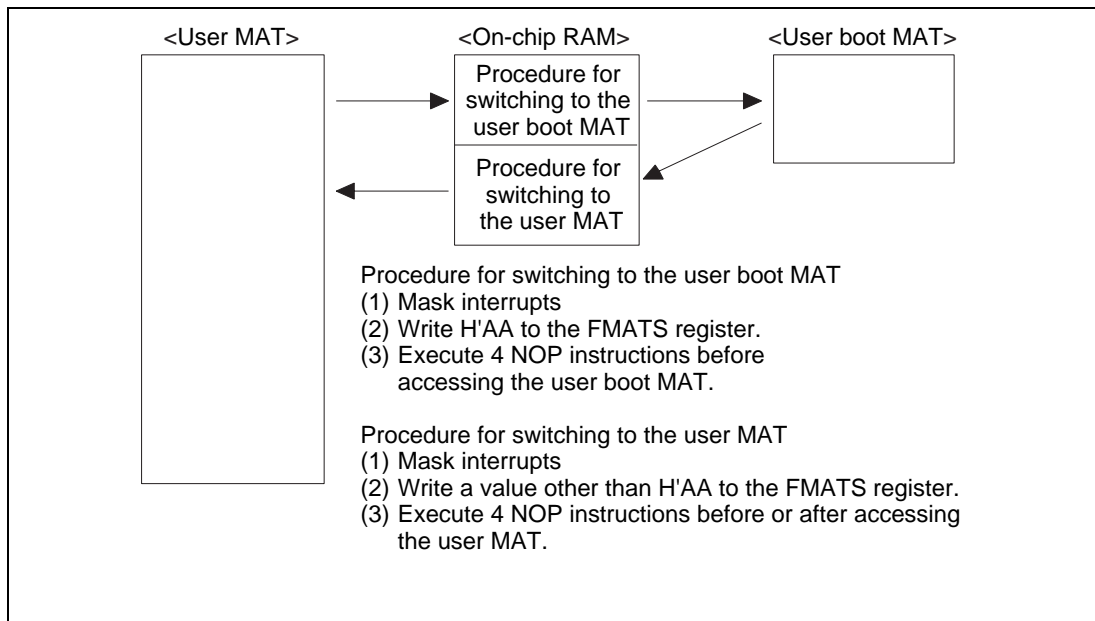 <User MAT>
<On-chip RAM>
<User boot MAT>
Procedure for
switching to the
user boot MAT
Procedure for
switching to
the user MAT
Procedure for switching to the user boot MAT
(1) Mask interrupts
(2) Write H'AA to the FMATS register.
(3) Execute 4 NOP instructions before
accessing the user boot MAT.
Procedure for switching to the user MAT
(1) Mask interrupts
(2) Write a value other than H'AA to the FMATS register.
(3) Execute 4 NOP instructions before or after accessing
the user MAT.